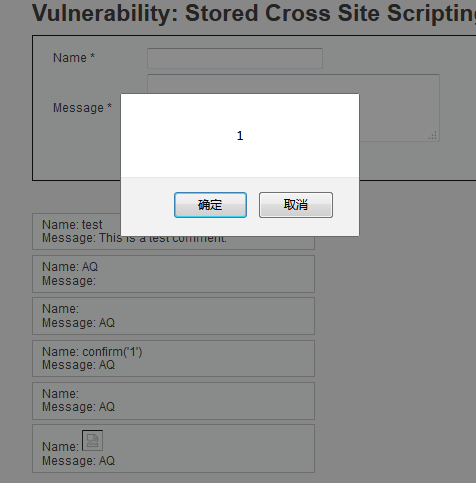 Vulnerability: Stored Cross Site Scripting
Name *
Message *
1
确定 取消
Name: test
Message: This is a test comment.
Name: AQ
Message:
Name:
Message: AQ
Name: confirm('1')
Message: AQ
Name:
Message: AQ
Name:
Message: AQ